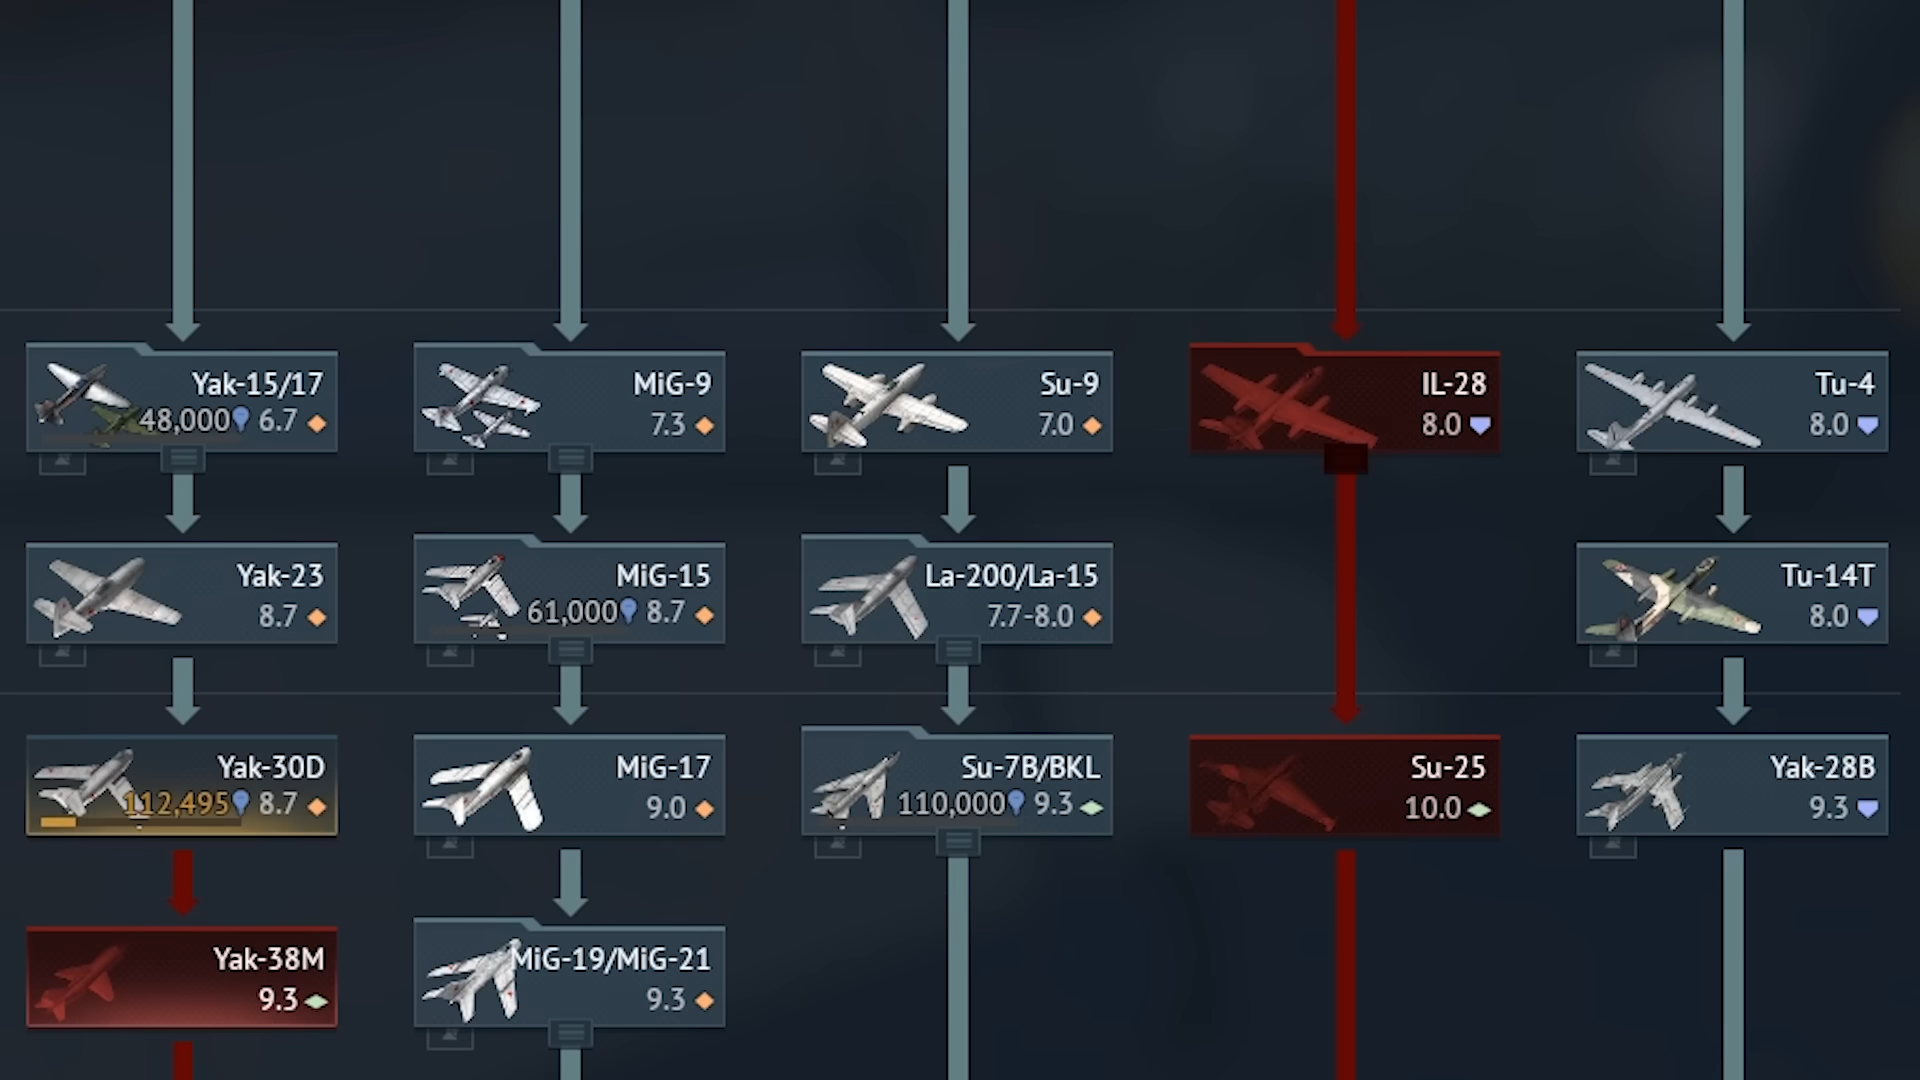 Yak-15/17
48,000 6.7
MiG-9
7.3
Su-9
7.0
IL-28
8.0
Tu-4
8.0
Yak-23
8.7
MiG-15
61,000 8.7
La-200/La-15
7.7-8.0
Tu-14T
8.0
Yak-30D
112,495 8.7
MiG-17
9.0
Su-7B/BKL
110,000 9.3
Su-25
10.0
Yak-28B
9.3
Yak-38M
9.3
MiG-19/MiG-21
9.3